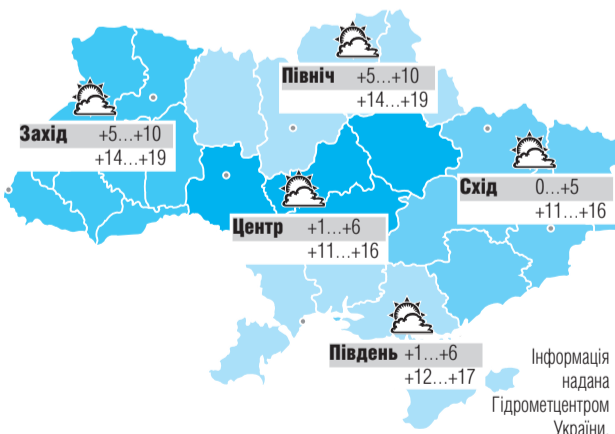 Північ +5…+10
+14…+19
Захід +5…+10
+14…+19
Схід 0…+5
+11…+16
Центр +1…+6
+11…+16
Південь +1…+6
+12…+17
Інформація
надана
Гідрометцентром
України.